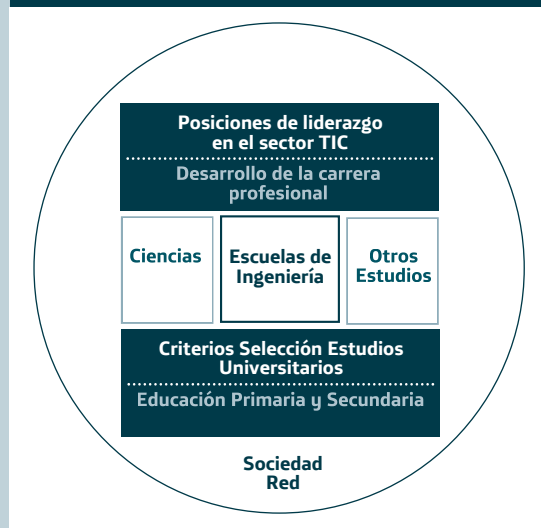 Posiciones de liderazgo
en el sector TIC
Desarrollo de la carrera
profesional
Ciencias
Escuelas de
Ingeniería
Otros
Estudios
Criterios Selección Estudios
Universitarios
Educación Primaria y Secundaria
Sociedad
Red